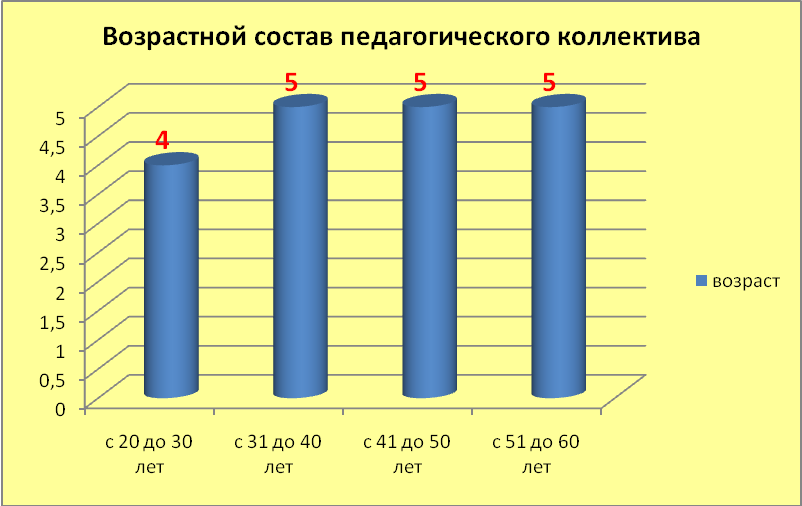 Возрастной состав педагогического коллектива
5
4,5
4
3,5
3
2,5
2
1,5
1
0,5
0
4
5
5
5
с 20 до 30
лет
с 31 до 40
лет
с 41 до 50
лет
с 51 до 60
лет
возраст